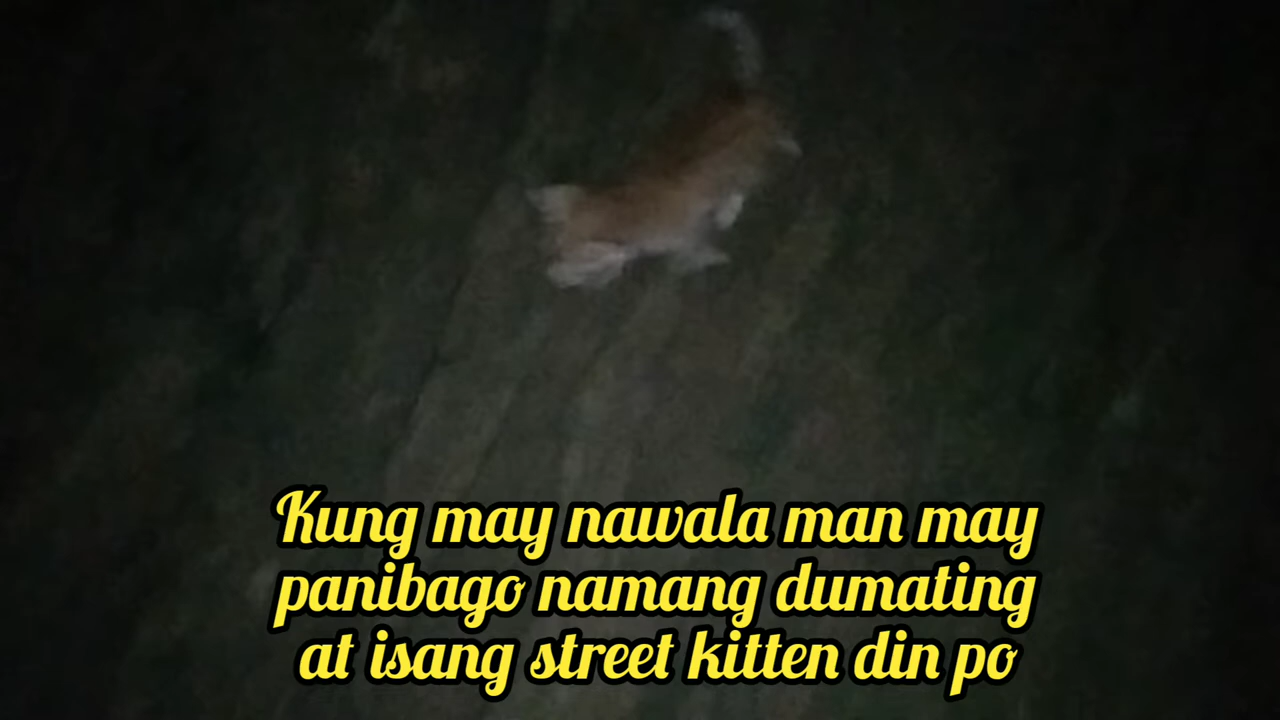 Kung may nawala man may
panibago namang dumating
at isang street kitten din po